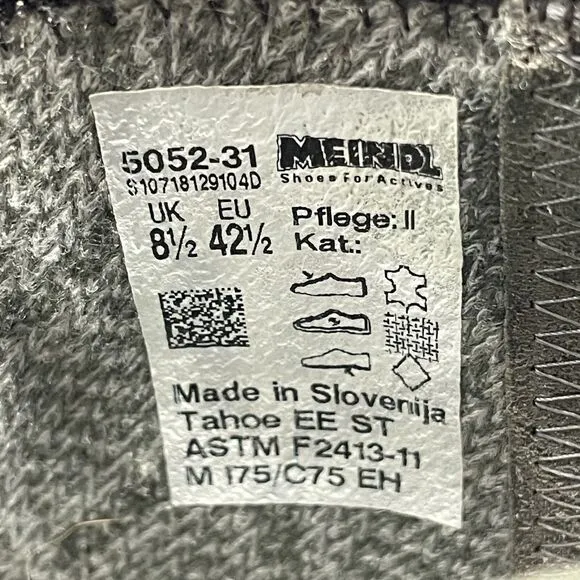 5052-31 MEINDL
S10718129104D Shoes For Actives
UK EU Pflege: II
8½ 42½ Kat.:
Made in Slovenija
Tahoe EE ST
ASTM F2413-11
M I75/C75 EH